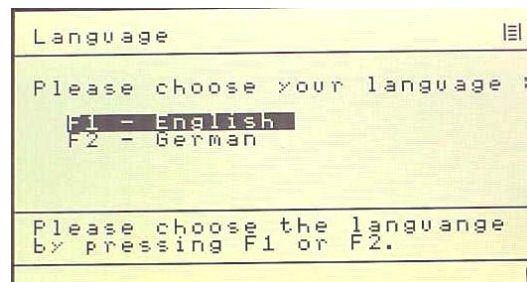 Language
Please choose your language :
F1 - English
F2 - German
Please choose the languange
by pressing F1 or F2.